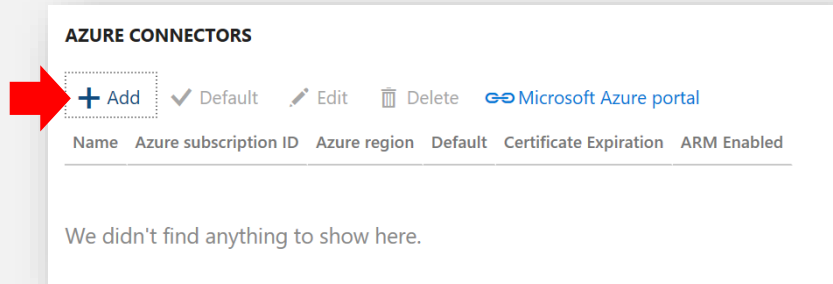 AZURE CONNECTORS
Add Default Edit Delete Microsoft Azure portal
Name Azure subscription ID Azure region Default Certificate Expiration ARM Enabled
We didn't find anything to show here.